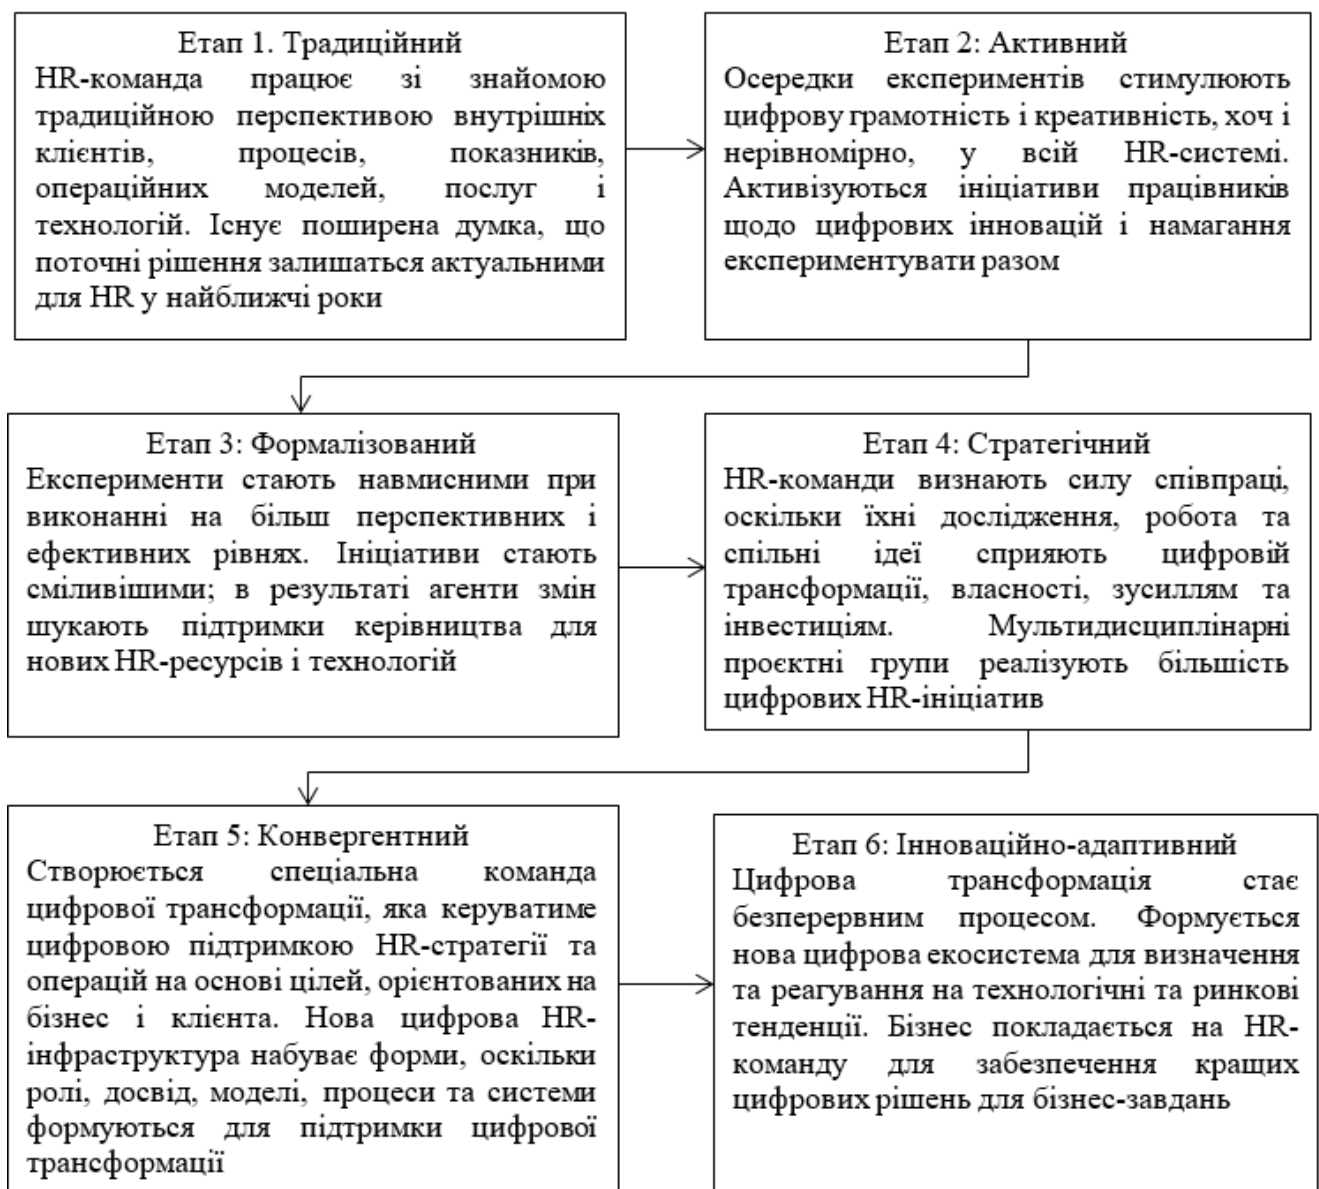 Етап 1. Традиційний
HR-команда працює зі знайомою
традиційною перспективою внутрішніх
клієнтів, процесів, показників,
операційних моделей, послуг і
технологій. Існує поширена думка, що
поточні рішення залишаться актуальними
для HR у найближчі роки
Етап 2: Активний
Осередки експериментів стимулюють
цифрову грамотність і креативність, хоч і
нерівномірно, у всій HR-системі.
Активізуються ініціативи працівників
щодо цифрових інновацій і намагання
експериментувати разом
Етап 3: Формалізований
Експерименти стають навмисними при
виконанні на більш перспективних і
ефективних рівнях. Ініціативи стають
сміливішими; в результаті агенти змін
шукають підтримки керівництва для
нових HR-ресурсів і технологій
Етап 4: Стратегічний
HR-команди визнають силу співпраці,
оскільки їхні дослідження, робота та
спільні ідеї сприяють цифровій
трансформації, власності, зусиллям та
інвестиціям. Мультидисциплінарні
проєктні групи реалізують більшість
цифрових HR-ініціатив
Етап 5: Конвергентний
Створюється спеціальна команда
цифрової трансформації, яка керуватиме
цифровою підтримкою HR-стратегії та
операцій на основі цілей, орієнтованих на
бізнес і клієнта. Нова цифрова HR-
інфраструктура набуває форми, оскільки
ролі, досвід, моделі, процеси та системи
формуються для підтримки цифрової
трансформації
Етап 6: Інноваційно-адаптивний
Цифрова трансформація стає
безперервним процесом. Формується
нова цифрова екосистема для визначення
та реагування на технологічні та ринкові
тенденції. Бізнес покладається на HR-
команду для забезпечення кращих
цифрових рішень для бізнес-завдань